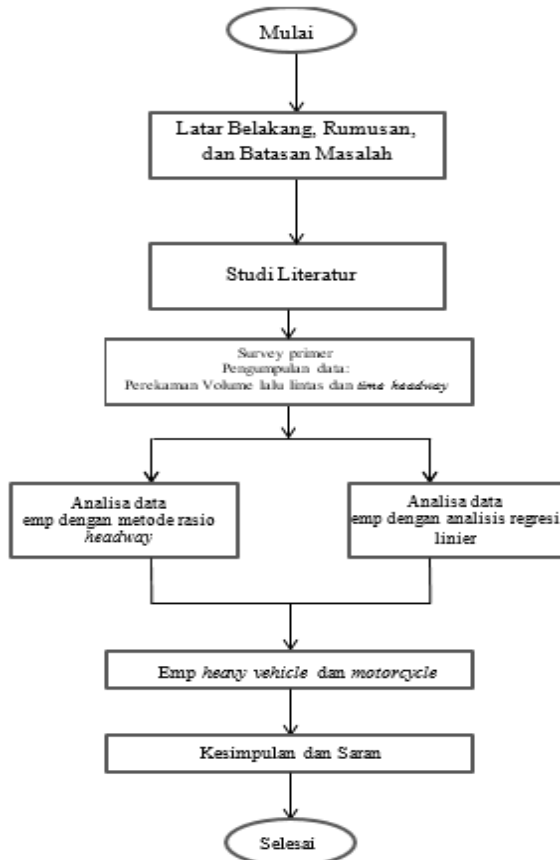 Mulai
Latar Belakang, Rumusan,
dan Batasan Masalah
Studi Literatur
Survey primer
Pengumpulan data:
Perekaman Volume lalu lintas dan time headway
Analisa data
emp dengan metode rasio
headway
Analisa data
emp dengan analisis regresi
linier
Emp heavy vehicle dan motorcycle
Kesimpulan dan Saran
Selesai